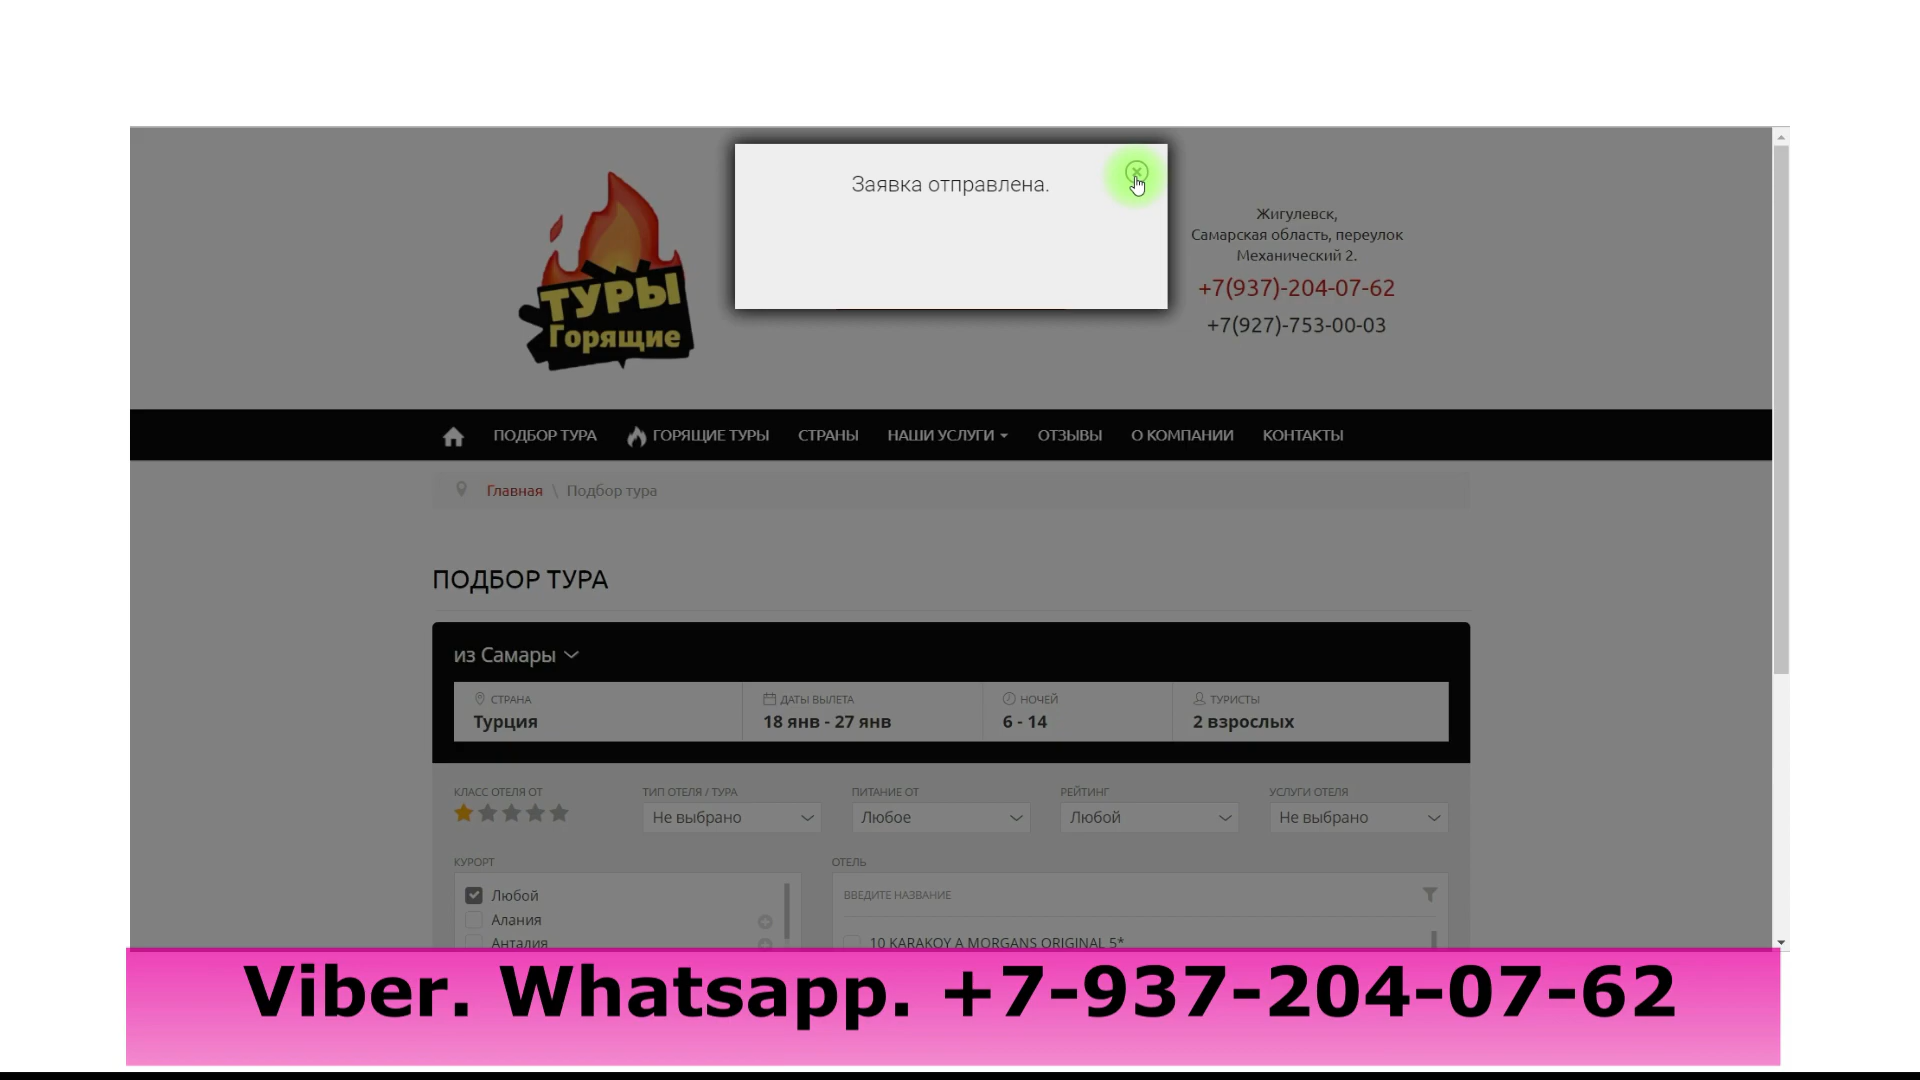 Заявка отправлена.
ТУРЫ
Горящие
Жигулевск,
Самарская область, переулок
Механический 2.
+7(937)-204-07-62
+7(927)-753-00-03
ПОДБОР ТУРА ГОРЯЩИЕ ТУРЫ СТРАНЫ НАШИ УСЛУГИ ОТЗЫВЫ О КОМПАНИИ КОНТАКТЫ
Главная \ Подбор тура
ПОДБОР ТУРА
из Самары
СТРАНА ДАТЫ ВЫЛЕТА НОЧЕЙ ТУРИСТЫ
Турция 18 янв - 27 янв 6 - 14 2 взрослых
КЛАСС ОТЕЛЯ ОТ ТИП ОТЕЛЯ / ТУРА ПИТАНИЕ ОТ РЕЙТИНГ УСЛУГИ ОТЕЛЯ
Не выбрано Любое Любой Не выбрано
КУРОРТ ОТЕЛЬ
Любой ВВЕДИТЕ НАЗВАНИЕ
Алания
Анталия 10 KARAKOY A MORGANS ORIGINAL 5*
Viber. Whatsapp. +7-937-204-07-62